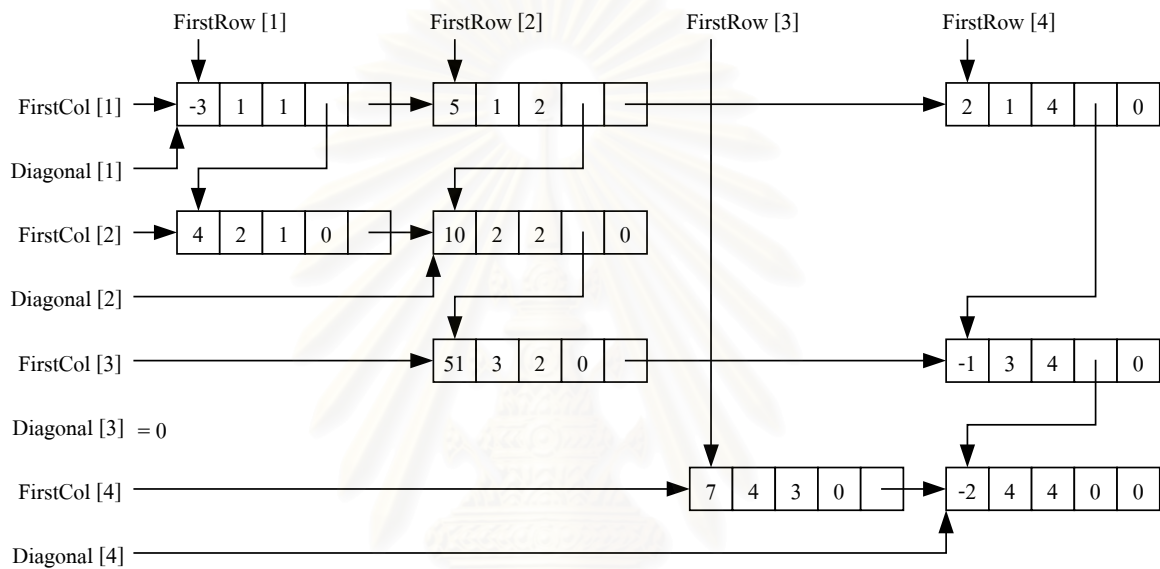 FirstRow [1] FirstRow [2] FirstRow [3] FirstRow [4]
FirstCol [1] -3 1 1 5 1 2 2 1 4 0
Diagonal [1]
FirstCol [2] 4 2 1 0 10 2 2 0
Diagonal [2]
FirstCol [3] 51 3 2 0 -1 3 4 0
Diagonal [3] = 0
FirstCol [4] 7 4 3 0 -2 4 4 0 0
Diagonal [4]